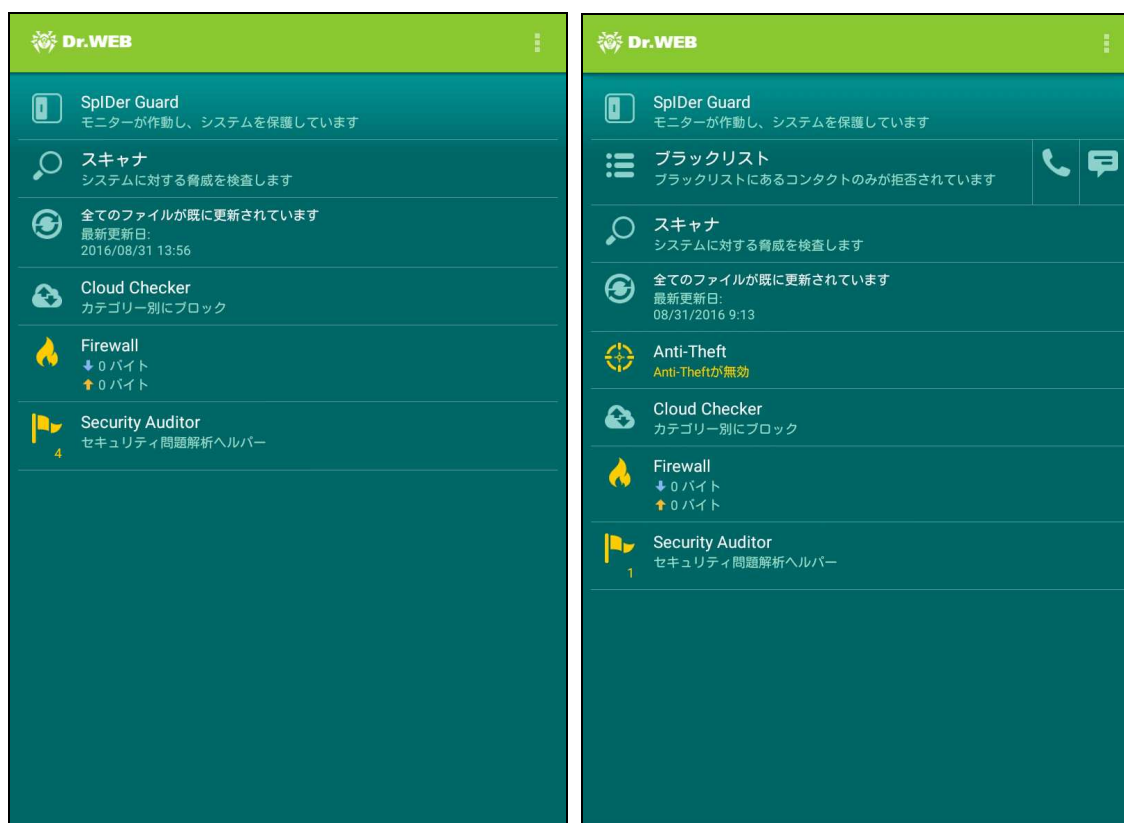 Dr.WEB
SpIDer Guard
モニターが作動し、システムを保護しています
スキャナ
システムに対する脅威を検査します
全てのファイルが既に更新されています
最新更新日:
2016/08/31 13:56
Cloud Checker
カテゴリー別にブロック
Firewall
0 バイト
0 バイト
Security Auditor
セキュリティ問題解析ヘルパー
4
Dr.WEB
SpIDer Guard
モニターが作動し、システムを保護しています
ブラックリスト
ブラックリストにあるコンタクトのみが拒否されています
スキャナ
システムに対する脅威を検査します
全てのファイルが既に更新されています
最新更新日:
08/31/2016 9:13
Anti-Theft
Anti-Theftが無効
Cloud Checker
カテゴリー別にブロック
Firewall
0 バイト
0 バイト
Security Auditor
セキュリティ問題解析ヘルパー
1